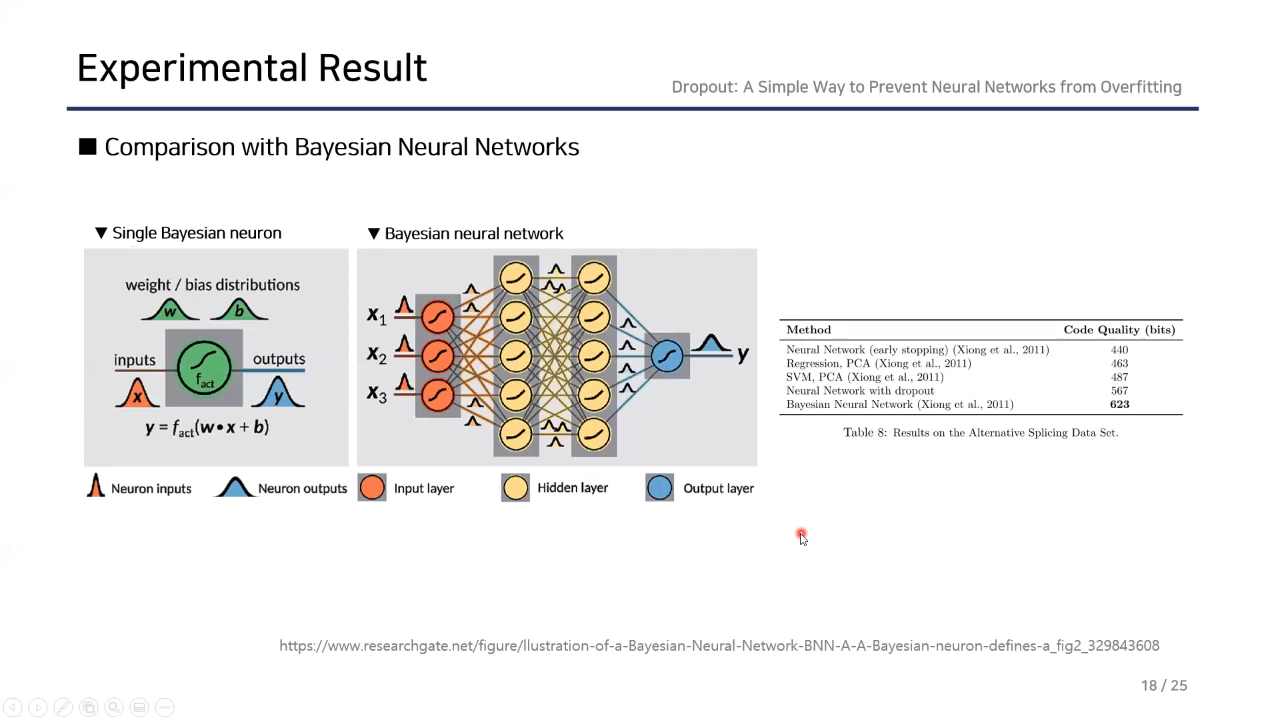 Experimental Result
Dropout: A Simple Way to Prevent Neural Networks from Overfitting
■ Comparison with Bayesian Neural Networks
▼ Single Bayesian neuron
weight / bias distributions
w b
inputs outputs
f_act
x y
y = f_act(w•x + b)
Neuron inputs Neuron outputs
▼ Bayesian neural network
x₁
x₂
x₃
y
Input layer Hidden layer Output layer
Method Code Quality (bits)
Neural Network (early stopping) (Xiong et al., 2011) 440
Regression, PCA (Xiong et al., 2011) 463
SVM, PCA (Xiong et al., 2011) 487
Neural Network with dropout 567
Bayesian Neural Network (Xiong et al., 2011) 623
Table 8: Results on the Alternative Splicing Data Set.
https://www.researchgate.net/figure/llustration-of-a-Bayesian-Neural-Network-BNN-A-A-Bayesian-neuron-defines-a_fig2_329843608
18 / 25